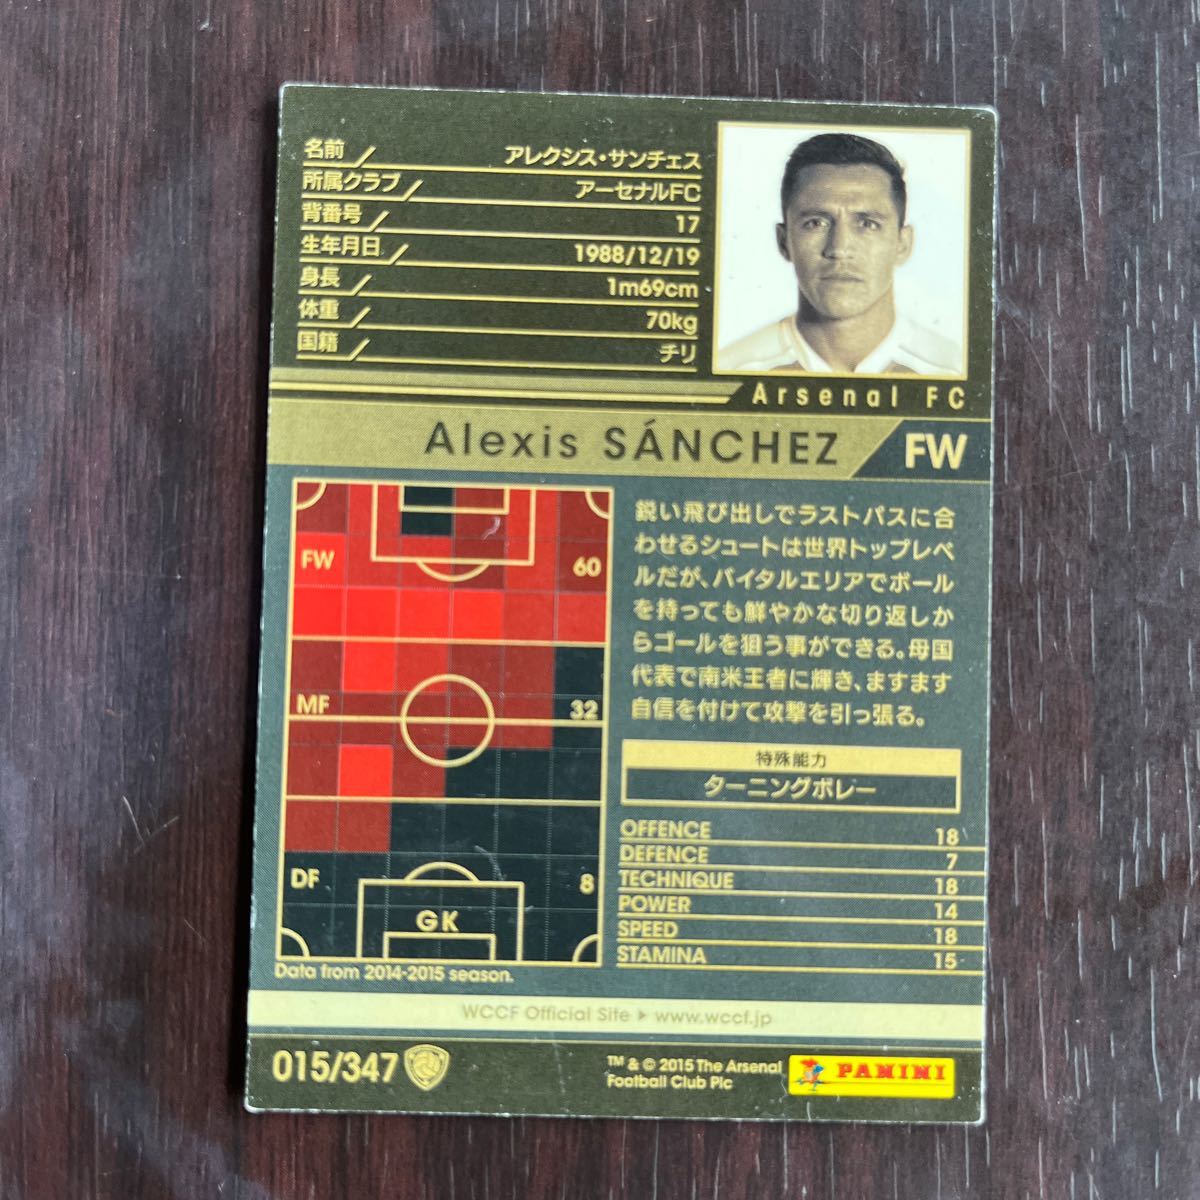 名前 アレクシス・サンチェス
所属クラブ アーセナルFC
背番号 17
生年月日 1988/12/19
身長 1m69cm
体重 70kg
国籍 チリ
Arsenal FC
Alexis SÁNCHEZ FW
FW 60
MF 32
DF 8
GK
Data from 2014-2015 season.
鋭い飛び出しでラストパスに合
わせるシュートは世界トップレベ
ルだが、バイタルエリアでボール
を持っても鮮やかな切り返しか
らゴールを狙う事ができる。母国
代表で南米王者に輝き、ますます
自信を付けて攻撃を引っ張る。
特殊能力
ターニングボレー
OFFENCE 18
DEFENCE 7
TECHNIQUE 18
POWER 14
SPEED 18
STAMINA 15
WCCF Official Site ▶ www.wccf.jp
015/347
™ & © 2015 The Arsenal
Football Club Plc
PANINI